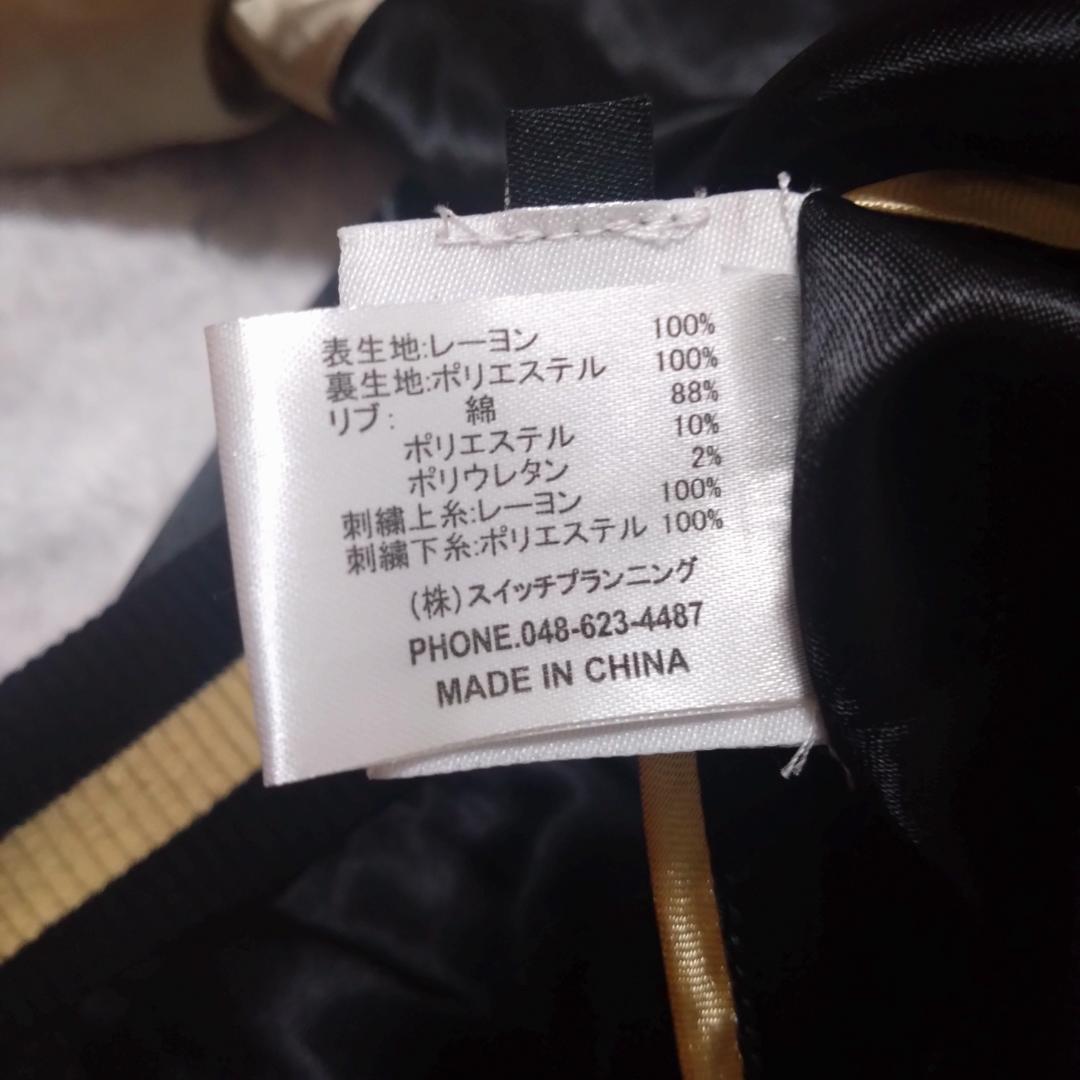 表生地:レーヨン 100%
裏生地:ポリエステル 100%
リブ: 綿 88%
ポリエステル 10%
ポリウレタン 2%
刺繍上糸:レーヨン 100%
刺繍下糸:ポリエステル 100%
(株)スイッチプランニング
PHONE.048-623-4487
MADE IN CHINA